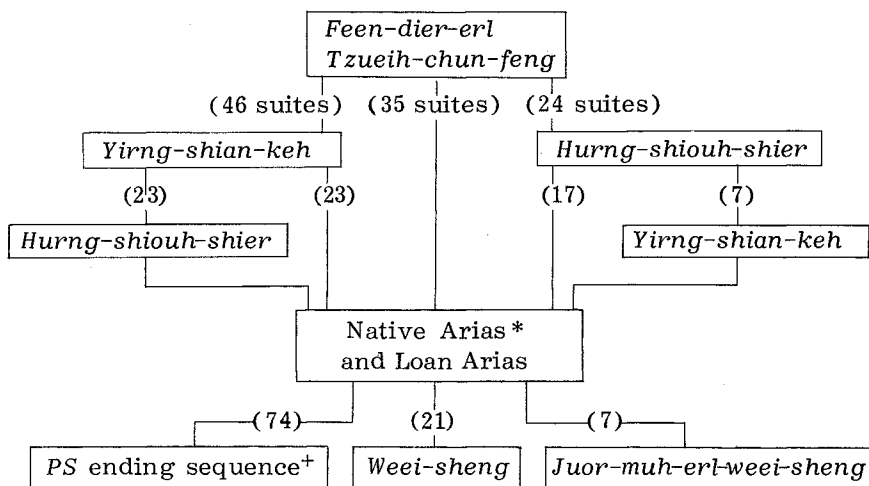 Feen-dier-erl
Tzueih-chun-feng
(46 suites) (35 suites) (24 suites)
Yirng-shian-keh Hurng-shiouh-shier
(23) (23) (17) (7)
Hurng-shiouh-shier Yirng-shian-keh
Native Arias*
and Loan Arias
(74) (21) (7)
PS ending sequence+ Weei-sheng Juor-muh-erl-weei-sheng